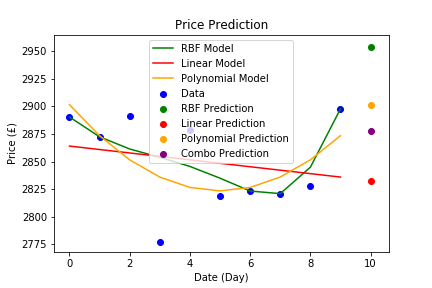 Price Prediction
2950
2925
2900
2875
2850
2825
2800
2775
Price (£)
RBF Model
Linear Model
Polynomial Model
Data
RBF Prediction
Linear Prediction
Polynomial Prediction
Combo Prediction
0 2 4 6 8 10
Date (Day)